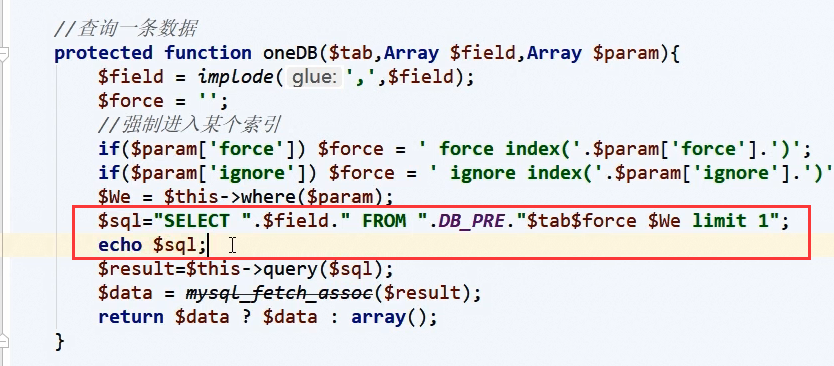 //查询一条数据
protected function oneDB($tab,Array $field,Array $param){
$field = implode( glue: ',',$field);
$force = '';
//强制进入某个索引
if($param['force']) $force = ' force index('.$param['force'].')';
if($param['ignore']) $force = ' ignore index('.$param['ignore'].')'
$We = $this->where($param);
$sql="SELECT ".$field." FROM ".DB_PRE."$tab$force $We limit 1";
echo $sql;
$result=$this->query($sql);
$data = mysql_fetch_assoc($result);
return $data ? $data : array();
}